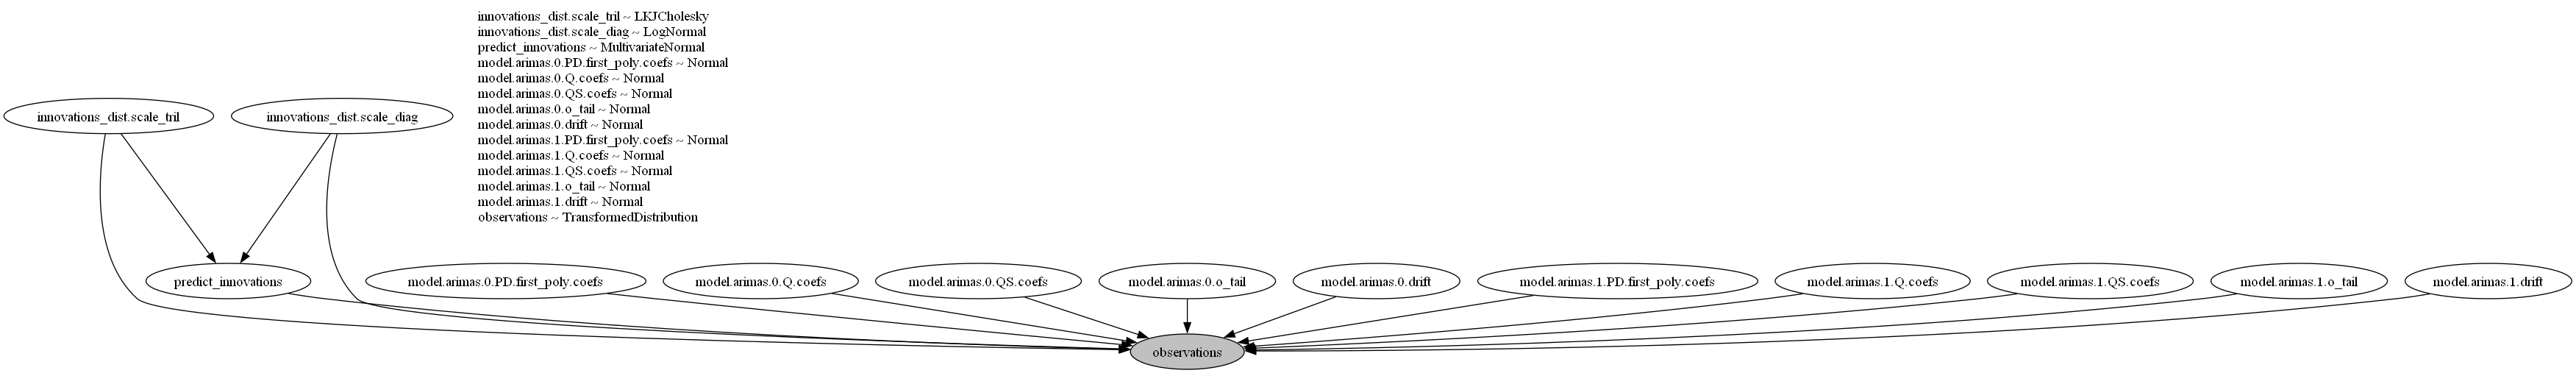 innovations_dist.scale_tril ~ LKJCholesky
innovations_dist.scale_diag ~ LogNormal
predict_innovations ~ MultivariateNormal
model.arimas.0.PD.first_poly.coefs ~ Normal
model.arimas.0.Q.coefs ~ Normal
model.arimas.0.QS.coefs ~ Normal
model.arimas.0.o_tail ~ Normal
model.arimas.0.drift ~ Normal
model.arimas.1.PD.first_poly.coefs ~ Normal
model.arimas.1.Q.coefs ~ Normal
model.arimas.1.QS.coefs ~ Normal
model.arimas.1.o_tail ~ Normal
model.arimas.1.drift ~ Normal
observations ~ TransformedDistribution
innovations_dist.scale_tril
innovations_dist.scale_diag
predict_innovations
model.arimas.0.PD.first_poly.coefs
model.arimas.0.Q.coefs
model.arimas.0.QS.coefs
model.arimas.0.o_tail
model.arimas.0.drift
model.arimas.1.PD.first_poly.coefs
model.arimas.1.Q.coefs
model.arimas.1.QS.coefs
model.arimas.1.o_tail
model.arimas.1.drift
observations